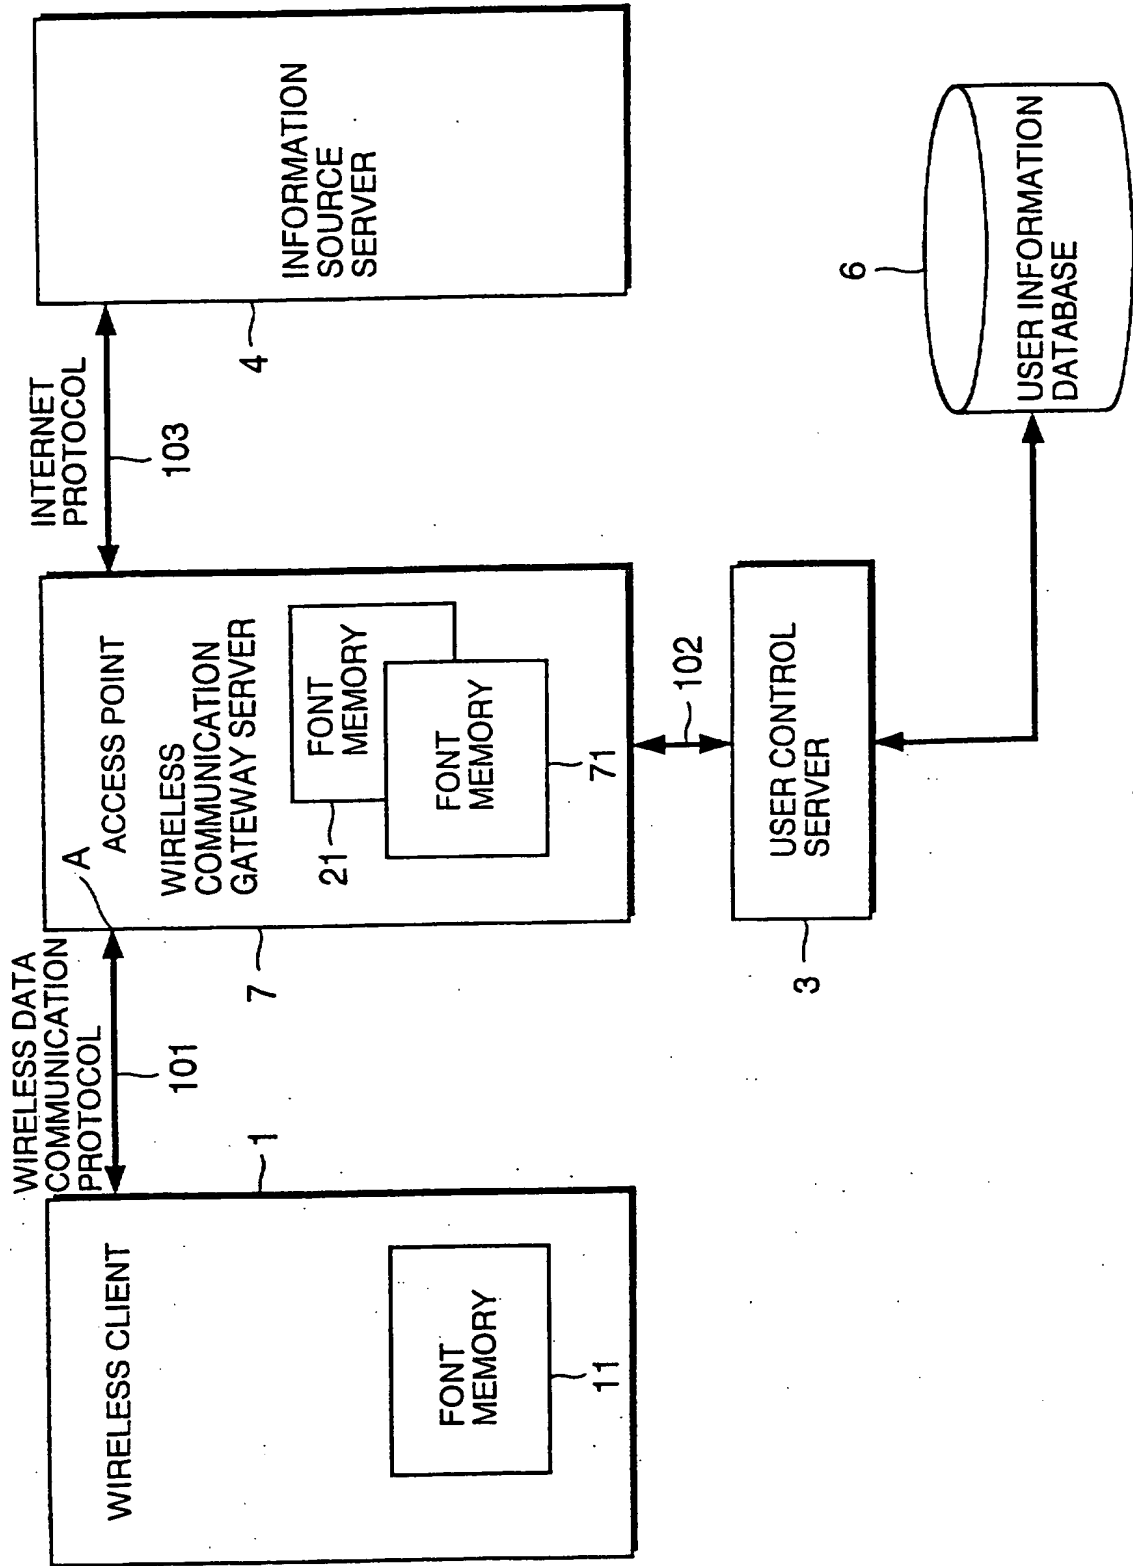 WIRELESS CLIENT
FONT
MEMORY
11
1
WIRELESS DATA
COMMUNICATION
PROTOCOL
101
A
ACCESS POINT
WIRELESS
COMMUNICATION
GATEWAY SERVER
7
FONT
MEMORY
21
FONT
MEMORY
71
102
USER CONTROL
SERVER
3
INTERNET
PROTOCOL
103
INFORMATION
SOURCE
SERVER
4
6
USER INFORMATION
DATABASE